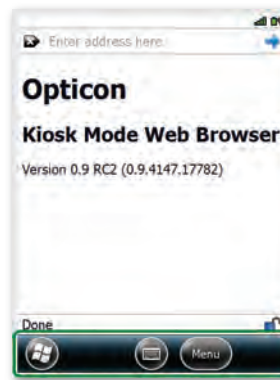 Enter address here
Opticon
Kiosk Mode Web Browser
Version 0.9 RC2 (0.9.4147.17782)
Done
Menu